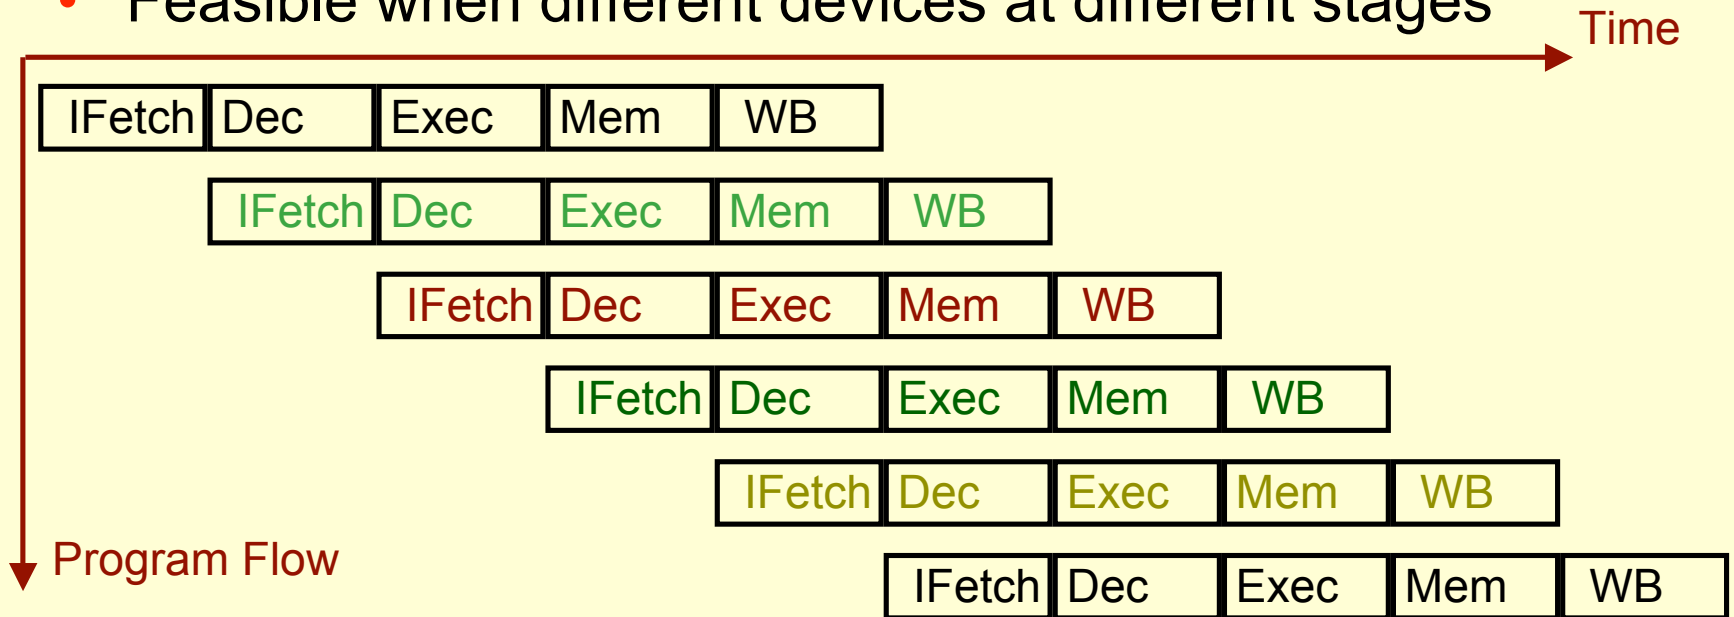 • Feasible when different devices at different stages
Time
IFetch Dec Exec Mem WB
IFetch Dec Exec Mem WB
IFetch Dec Exec Mem WB
IFetch Dec Exec Mem WB
IFetch Dec Exec Mem WB
Program Flow
IFetch Dec Exec Mem WB